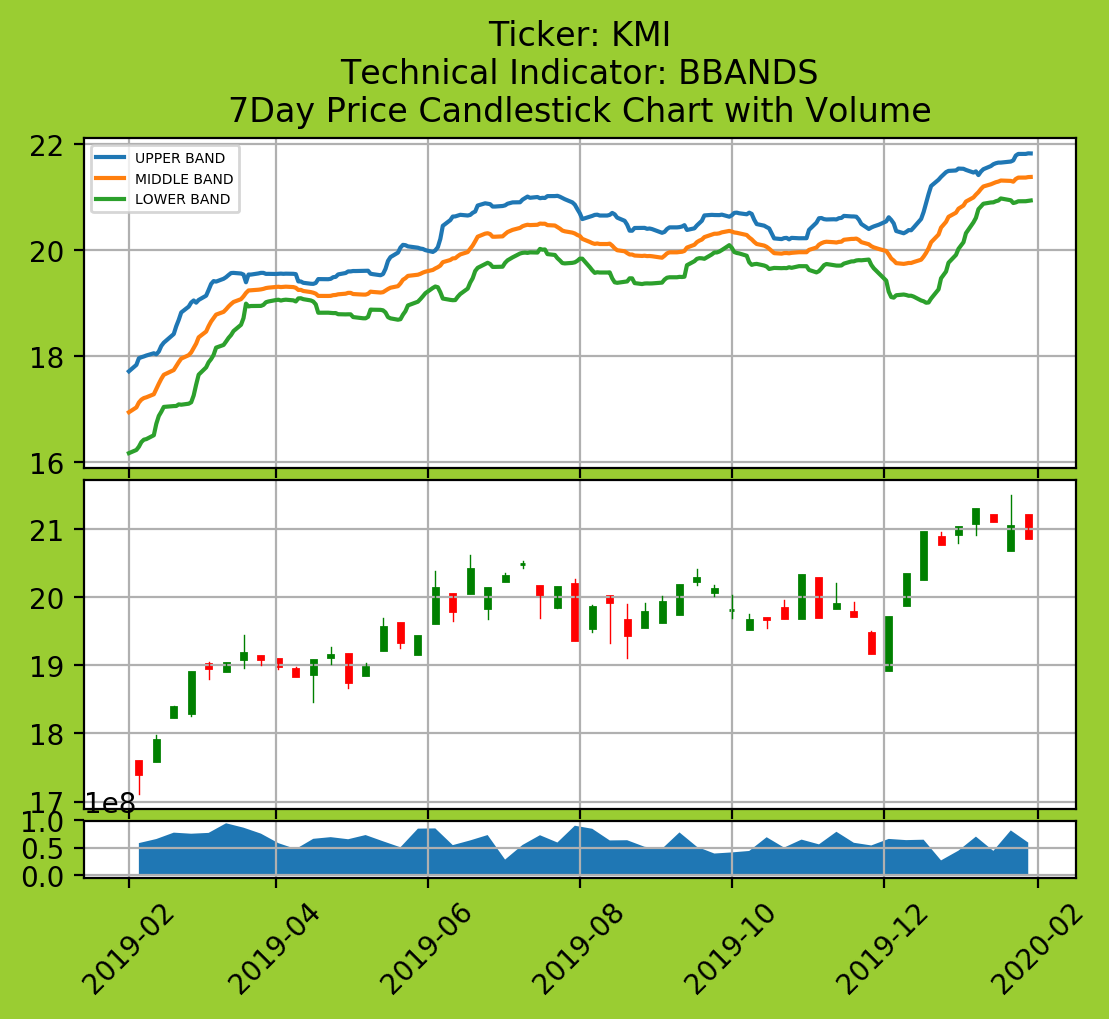 Ticker: KMI
Technical Indicator: BBANDS
7Day Price Candlestick Chart with Volume
22
20
18
16
UPPER BAND
MIDDLE BAND
LOWER BAND
21
20
19
18
17
1e8
1.0
0.5
0.0
2019-02
2019-04
2019-06
2019-08
2019-10
2019-12
2020-02